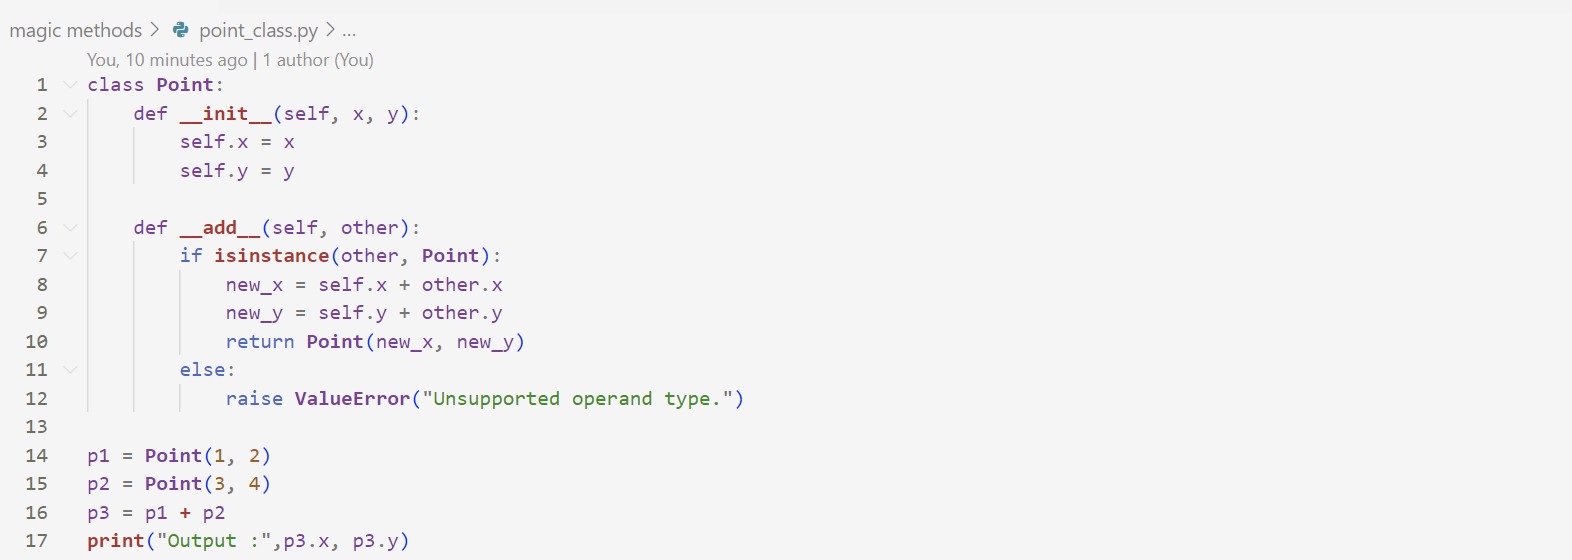 magic methods > point_class.py > ...
You, 10 minutes ago | 1 author (You)
1 class Point:
2     def __init__(self, x, y):
3         self.x = x
4         self.y = y
5
6     def __add__(self, other):
7         if isinstance(other, Point):
8             new_x = self.x + other.x
9             new_y = self.y + other.y
10             return Point(new_x, new_y)
11         else:
12             raise ValueError("Unsupported operand type.")
13
14 p1 = Point(1, 2)
15 p2 = Point(3, 4)
16 p3 = p1 + p2
17 print("Output :",p3.x, p3.y)